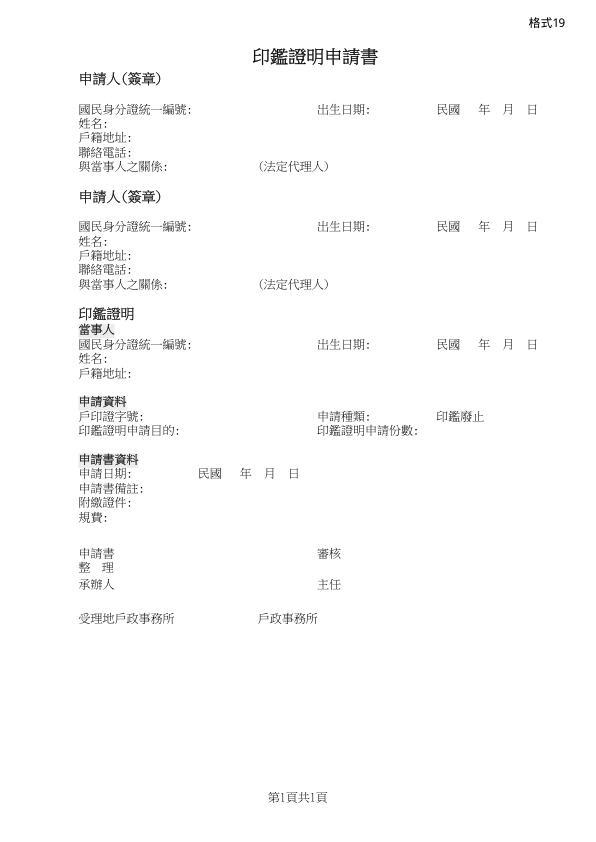 格式19
印鑑證明申請書
申請人(簽章)
國民身分證統一編號: 出生日期: 民國 年 月 日
姓名:
戶籍地址:
聯絡電話:
與當事人之關係: (法定代理人)
申請人(簽章)
國民身分證統一編號: 出生日期: 民國 年 月 日
姓名:
戶籍地址:
聯絡電話:
與當事人之關係: (法定代理人)
印鑑證明
當事人
國民身分證統一編號: 出生日期: 民國 年 月 日
姓名:
戶籍地址:
申請資料
戶印證字號: 申請種類: 印鑑廢止
印鑑證明申請目的: 印鑑證明申請份數:
申請書資料
申請日期: 民國 年 月 日
申請書備註:
附繳證件:
規費:
申請書 審核
整 理
承辦人 主任
受理地戶政事務所 戶政事務所
第1頁共1頁